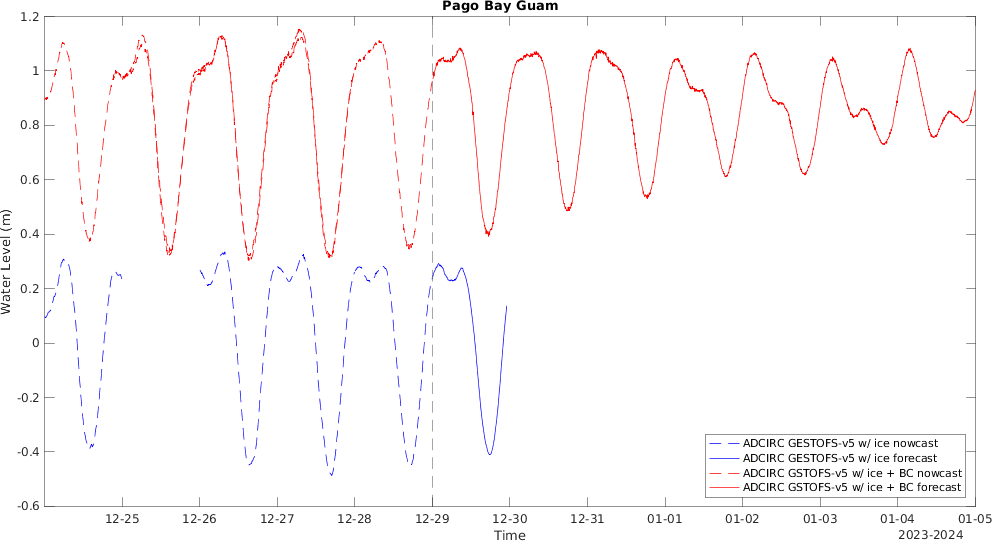 Pago Bay Guam
1.2
1
0.8
0.6
0.4
0.2
0
-0.2
-0.4
-0.6
Water Level (m)
12-25 12-26 12-27 12-28 12-29 12-30 12-31 01-01 01-02 01-03 01-04 01-05
Time
2023-2024
ADCIRC GESTOFS-v5 w/ ice nowcast
ADCIRC GESTOFS-v5 w/ ice forecast
ADCIRC GSTOFS-v5 w/ ice + BC nowcast
ADCIRC GSTOFS-v5 w/ ice + BC forecast